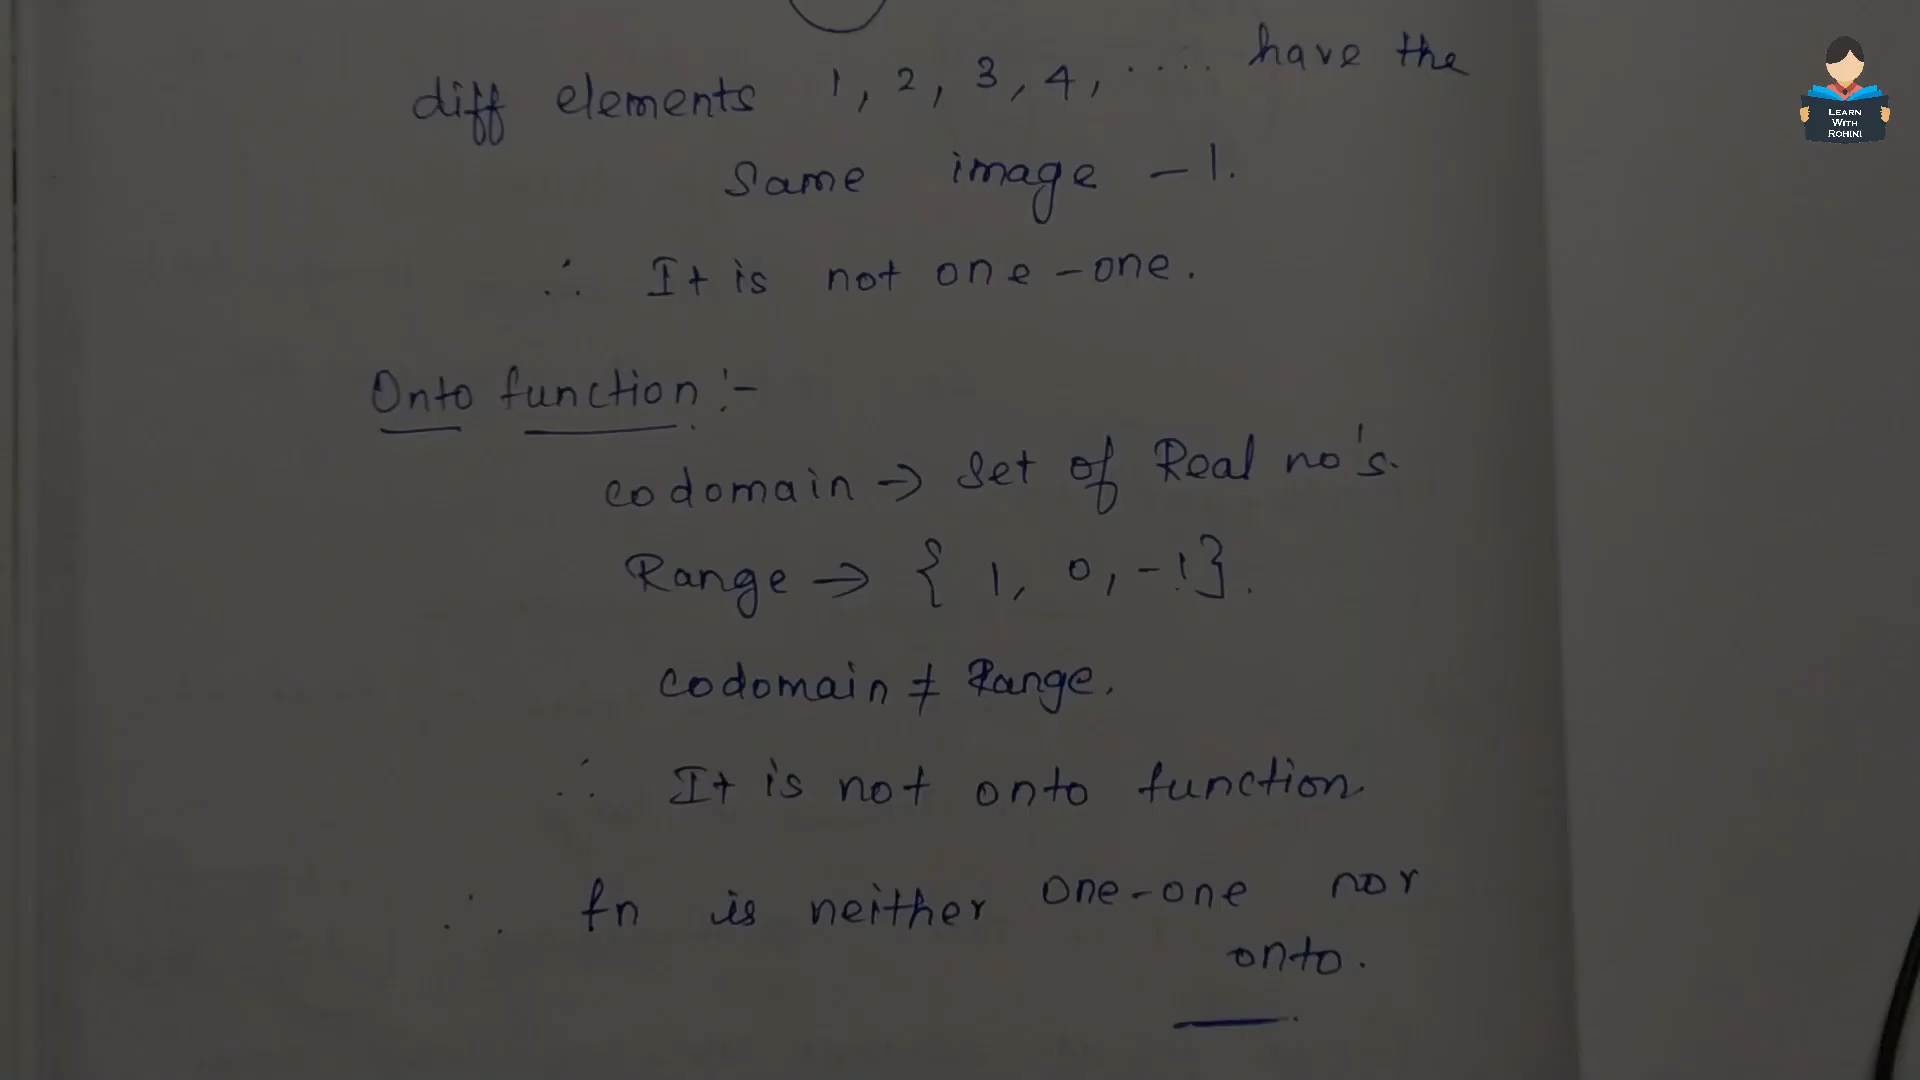 diff elements 1, 2, 3, 4, ..... have the
Same image -1.
∴ It is not one-one.
Onto function :-
codomain → Set of Real no's.
Range → { 1, 0, -1}.
codomain ≠ Range.
∴ It is not onto function.
∴ fn is neither one-one nor
onto.
LEARN
WITH
ROHINI